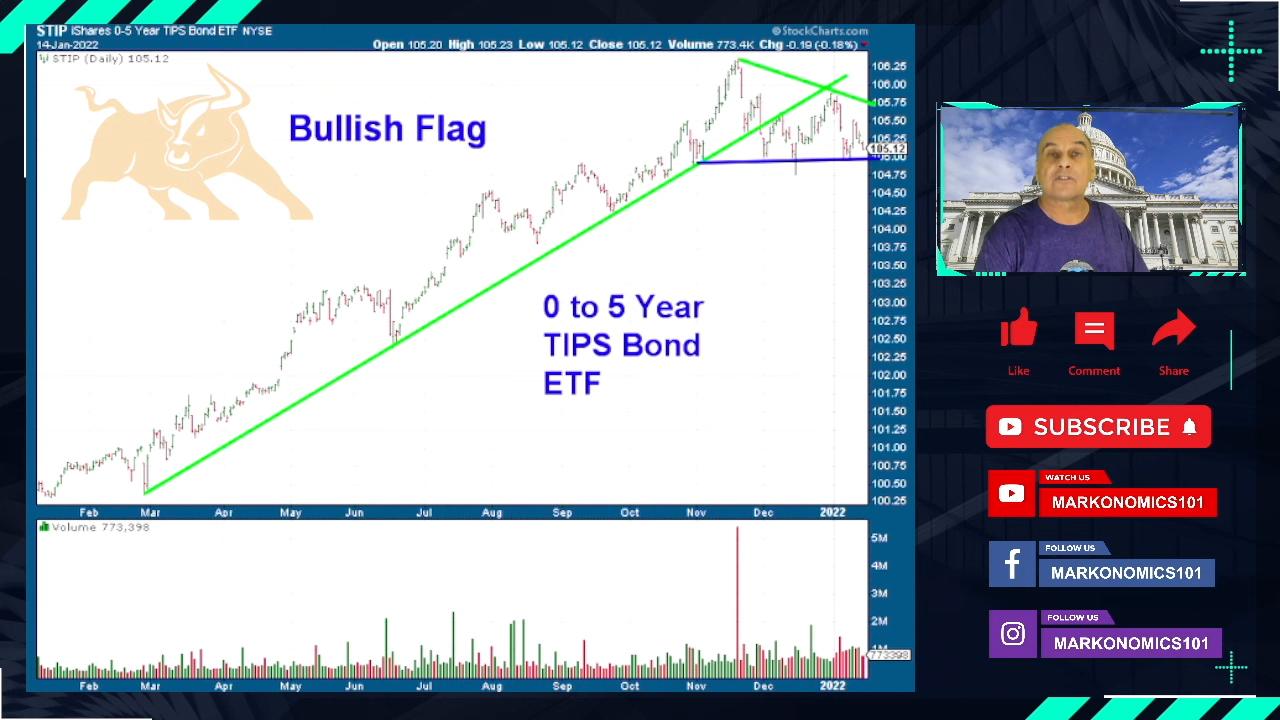 STIP iShares 0-5 Year TIPS Bond ETF NYSE
© StockCharts.com
14-Jan-2022
Open 105.20 High 105.23 Low 105.12 Close 105.12 Volume 773.4K Chg -0.19 (-0.18%)
STIP (Daily) 105.12
Bullish Flag
0 to 5 Year
TIPS Bond
ETF
106.25
106.00
105.75
105.50
105.25
105.12
105.00
104.75
104.50
104.25
104.00
103.75
103.50
103.25
103.00
102.75
102.50
102.25
102.00
101.75
101.50
101.25
101.00
100.75
100.50
100.25
Feb Mar Apr May Jun Jul Aug Sep Oct Nov Dec 2022
Volume 773,398
5M
4M
3M
2M
1M
773398
Feb Mar Apr May Jun Jul Aug Sep Oct Nov Dec 2022
Like Comment Share
SUBSCRIBE
WATCH US
MARKONOMICS101
FOLLOW US
MARKONOMICS101
FOLLOW US
MARKONOMICS101